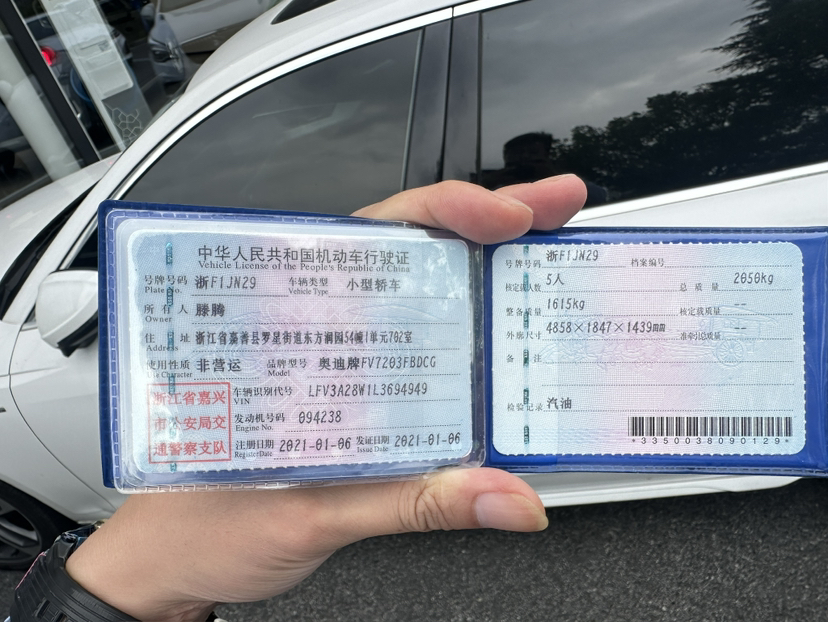 中华人民共和国机动车行驶证
Vehicle License of the People's Republic of China
号牌号码 浙F1JN29 车辆类型 小型轿车
Plate No. Vehicle Type
所有人 滕腾
Owner
住 址 浙江省嘉善县罗星街道东方润园54幢1单元702室
Address
使用性质 非营运 品牌型号 奥迪牌FV7203FBDCG
Use Character Model
浙江省嘉兴
市公安局交
通警察支队
车辆识别代号 LFV3A28W1L3694949
VIN
发动机号码 094238
Engine No.
注册日期 2021-01-06 发证日期 2021-01-06
Register Date Issue Date
号牌号码 浙F1JN29 档案编号
核定载人数 5人 总质量 2050kg
整备质量 1615kg 核定载质量 --
外廓尺寸 4858×1847×1439mm 准牵引总质量 --
备 注
检验记录 汽油
*3350038090129*